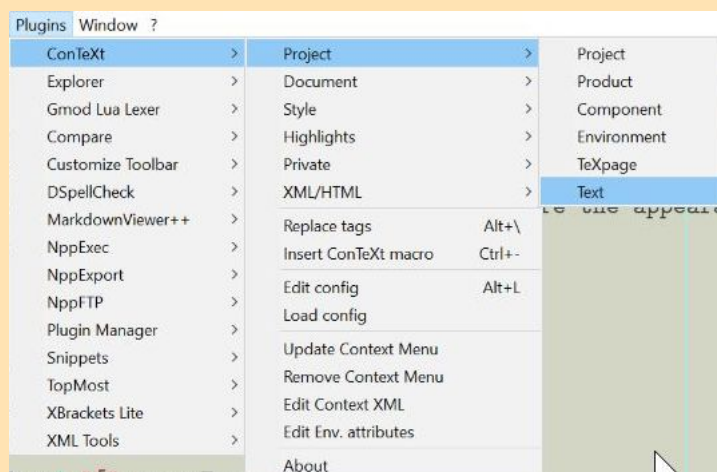 Plugins Window ?
ConTeXt
Explorer
Gmod Lua Lexer
Compare
Customize Toolbar
DSpellCheck
MarkdownViewer++
NppExec
NppExport
NppFTP
Plugin Manager
Snippets
TopMost
XBrackets Lite
XML Tools
Project
Document
Style
Highlights
Private
XML/HTML
Replace tags Alt+\
Insert ConTeXt macro Ctrl+-
Edit config Alt+L
Load config
Update Context Menu
Remove Context Menu
Edit Context XML
Edit Env. attributes
About
Project
Product
Component
Environment
TeXpage
Text
the